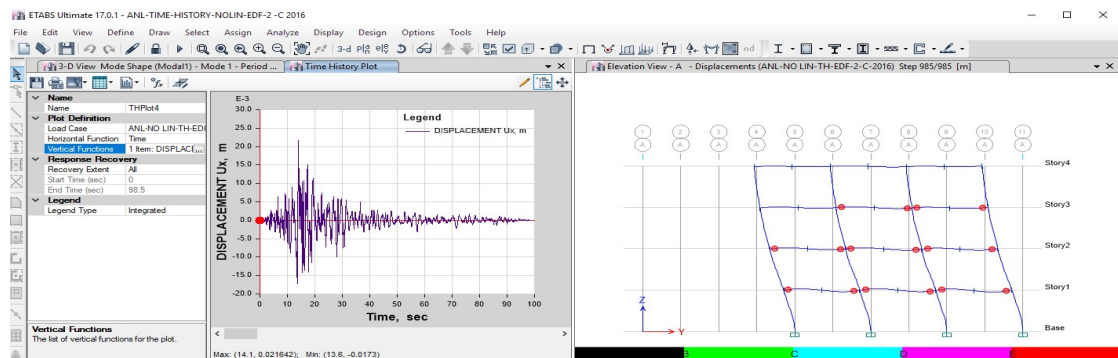 ETABS Ultimate 17.0.1 - ANL-TIME-HISTORY-NOLIN-EDF-2 -C 2016
File Edit View Define Draw Select Assign Analyze Display Design Options Tools Help
3-d nd
3-D View Mode Shape (Modal1) - Mode 1 - Period ...
Time History Plot
Name
Name THPlot4
Plot Definition
Load Case ANL-NO LIN-TH-EDI
Horizontal Function Time
Vertical Functions 1 Item: DISPLACI...
Response Recovery
Recovery Extent All
Start Time (sec) 0
End Time (sec) 98.5
Legend
Legend Type Integrated
Vertical Functions
The list of vertical functions for the plot.
E-3
30.0
25.0
20.0
15.0
10.0
5.0
0.0
-5.0
-10.0
-15.0
-20.0
DISPLACEMENT Ux, m
Legend
DISPLACEMENT Ux, m
0 10 20 30 40 50 60 70 80 90 100
Time, sec
Max: (14.1, 0.021642); Min: (13.6, -0.0173)
Elevation View - A - Displacements (ANL-NO LIN-TH-EDF-2-C-2016) Step 985/985 [m]
1 2 3 4 5 6 7 8 9 10 11
A A A A A A A A A A A
Story4
Story3
Story2
Story1
Base
Z
Y
B C D E